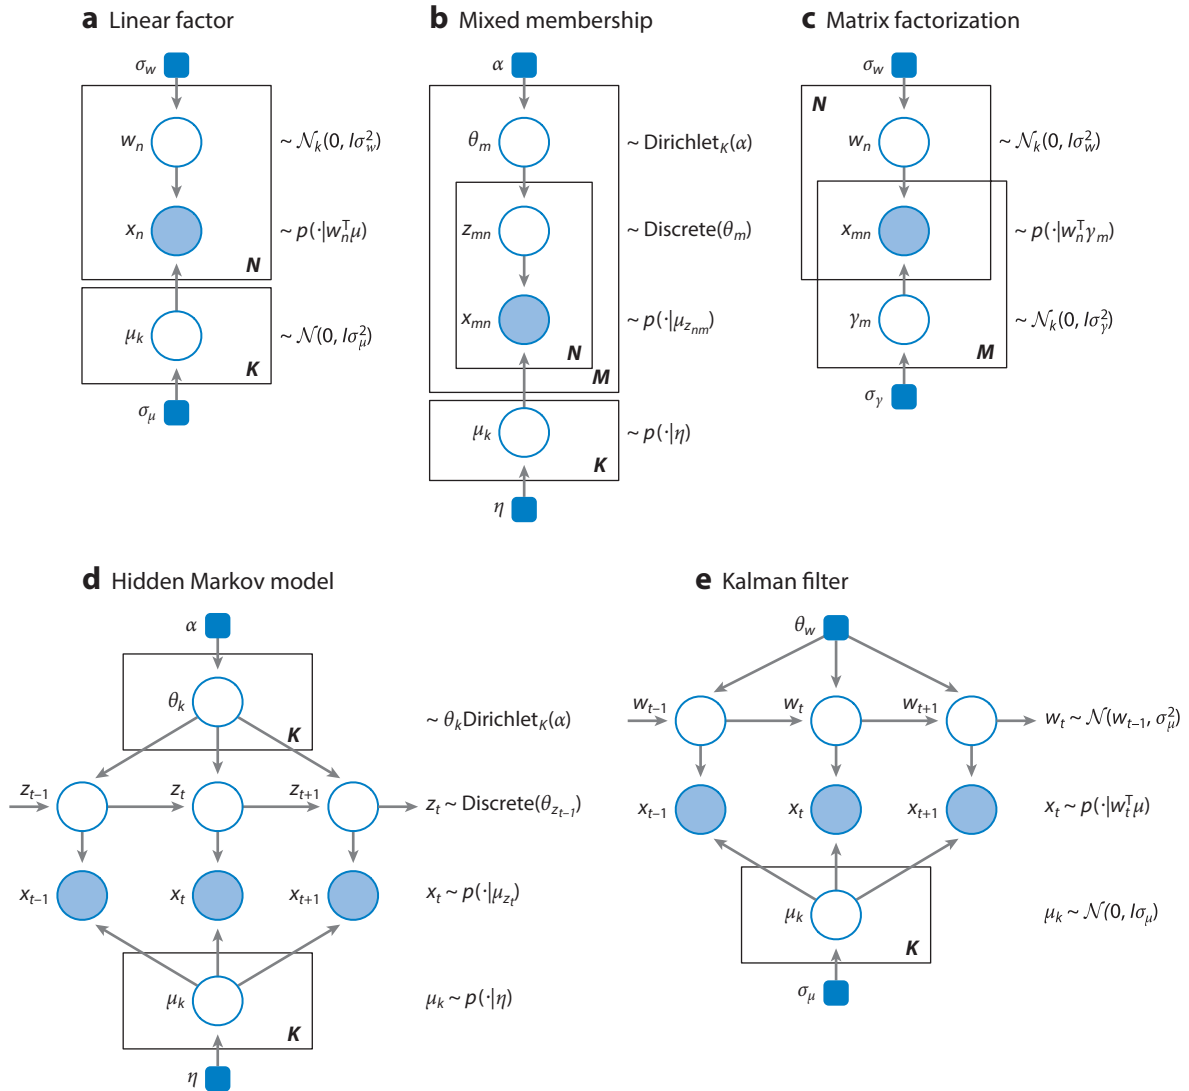 a Linear factor
σw
wn
~ 𝒩k(0, Iσ²w)
xn
~ p(·|wnᵀμ)
N
μk
~ 𝒩(0, Iσ²μ)
K
σμ
b Mixed membership
α
θm
~ DirichletK(α)
zmn
~ Discrete(θm)
xmn
~ p(·|μznm)
N
M
μk
~ p(·|η)
K
η
c Matrix factorization
σw
N
wn
~ 𝒩k(0, Iσ²w)
xmn
~ p(·|wnᵀγm)
γm
~ 𝒩k(0, Iσ²γ)
M
σγ
d Hidden Markov model
α
θk
~ θkDirichletK(α)
K
zt–1
zt
zt+1
zt ~ Discrete(θzt–1)
xt–1
xt
xt+1
xt ~ p(·|μzt)
μk
μk ~ p(·|η)
K
η
e Kalman filter
θw
wt–1
wt
wt+1
wt ~ 𝒩(wt–1, σ²μ)
xt–1
xt
xt+1
xt ~ p(·|wtᵀμ)
μk
μk ~ 𝒩(0, Iσμ)
K
σμ